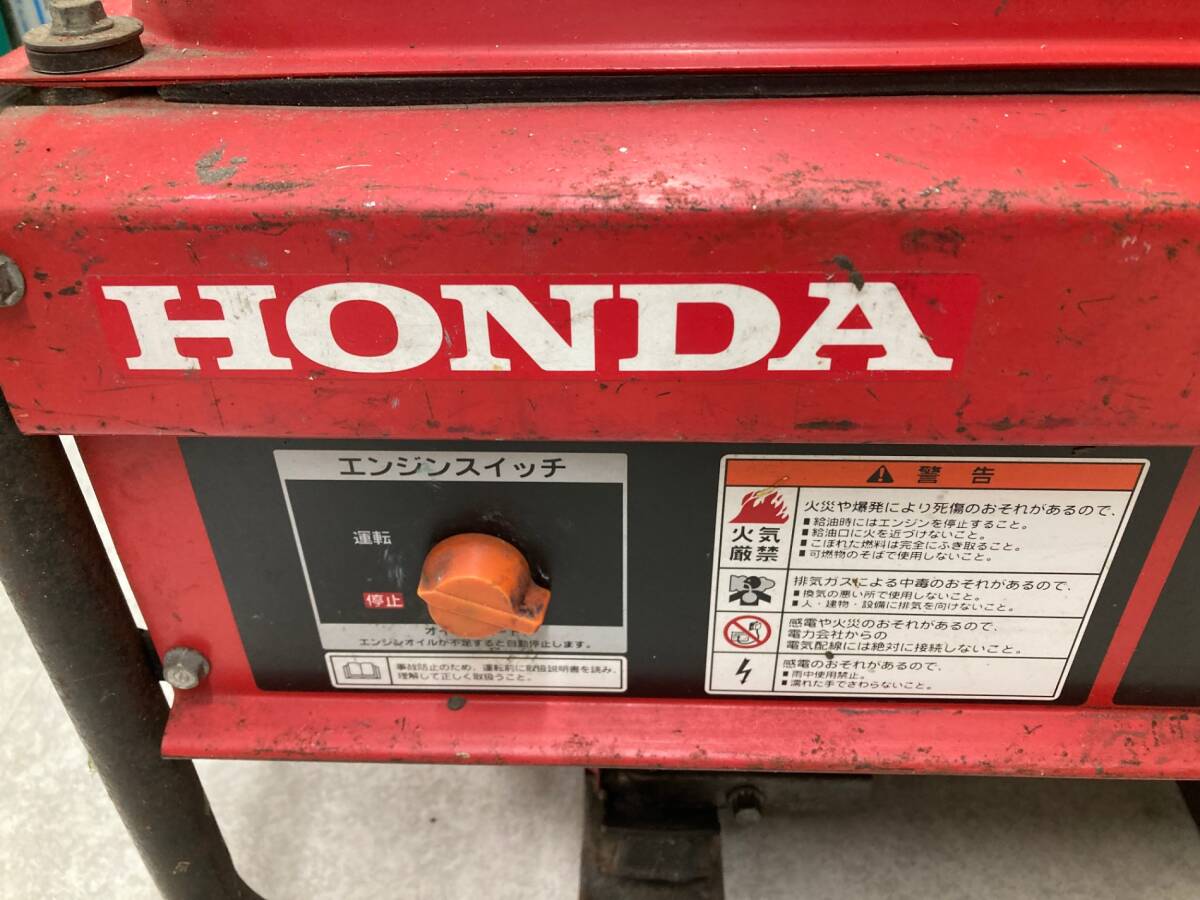 HONDA
エンジンスイッチ
運転
停止
エンジンオイルが不足すると自動停止します。
事故防止のため、運転前に取扱説明書を読み、
理解して正しく取扱うこと。
警告
火気
厳禁
火災や爆発により死傷のおそれがあるので、
■給油時にはエンジンを停止すること。
■給油口に火を近づけないこと。
■こぼれた燃料は完全にふき取ること。
■可燃物のそばで使用しないこと。
排気ガスによる中毒のおそれがあるので、
■換気の悪い所で使用しないこと。
■人・建物・設備に排気を向けないこと。
感電や火災のおそれがあるので、
電力会社からの
電気配線には絶対に接続しないこと。
感電のおそれがあるので、
■雨中使用禁止。
■濡れた手でさわらないこと。